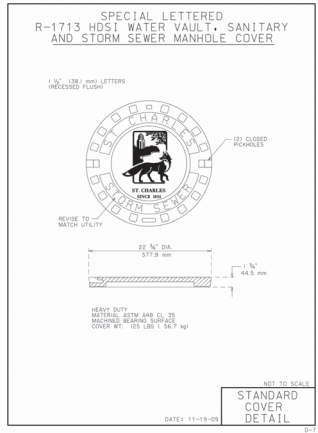 SPECIAL LETTERED
R-1713 HDSI WATER VAULT, SANITARY
AND STORM SEWER MANHOLE COVER
1 ½" (38.1 mm) LETTERS
(RECESSED FLUSH)
ST CHARLES
(2) CLOSED
PICKHOLES
ST. CHARLES
SINCE 1834
STORM SEWER
REVISE TO
MATCH UTILITY
22 ¾" DIA.
577.9 mm
1 ¾"
44.5 mm
HEAVY DUTY
MATERIAL ASTM A48 CL 35
MACHINED BEARING SURFACE
COVER WT: 125 LBS ( 56.7 kg)
NOT TO SCALE
STANDARD
COVER
DETAIL
DATE: 11-19-09
D-7